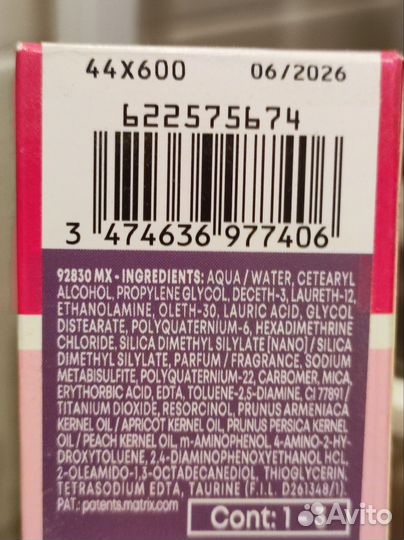 44X600 06/2026
622575674
3 474636 977406
92830 MX - INGREDIENTS: AQUA / WATER, CETEARYL
ALCOHOL, PROPYLENE GLYCOL, DECETH-3, LAURETH-12,
ETHANOLAMINE, OLETH-30, LAURIC ACID, GLYCOL
DISTEARATE, POLYQUATERNIUM-6, HEXADIMETHRINE
CHLORIDE, SILICA DIMETHYL SILYLATE [NANO] / SILICA
DIMETHYL SILYLATE, PARFUM / FRAGRANCE, SODIUM
METABISULFITE, POLYQUATERNIUM-22, CARBOMER, MICA,
ERYTHORBIC ACID, EDTA, TOLUENE-2,5-DIAMINE, CI 77891 /
TITANIUM DIOXIDE, RESORCINOL, PRUNUS ARMENIACA
KERNEL OIL / APRICOT KERNEL OIL, PRUNUS PERSICA KERNEL
OIL / PEACH KERNEL OIL, m-AMINOPHENOL 4-AMINO-2-HY-
DROXYTOLUENE, 2,4-DIAMINOPHENOXYETHANOL HCL,
2-OLEAMIDO-1,3-OCTADECANEDIOL, THIOGLYCERIN,
TETRASODIUM EDTA, TAURINE (F.I.L. D261348/1).
PAT.: patents.matrix.com
Cont: 1
Avito